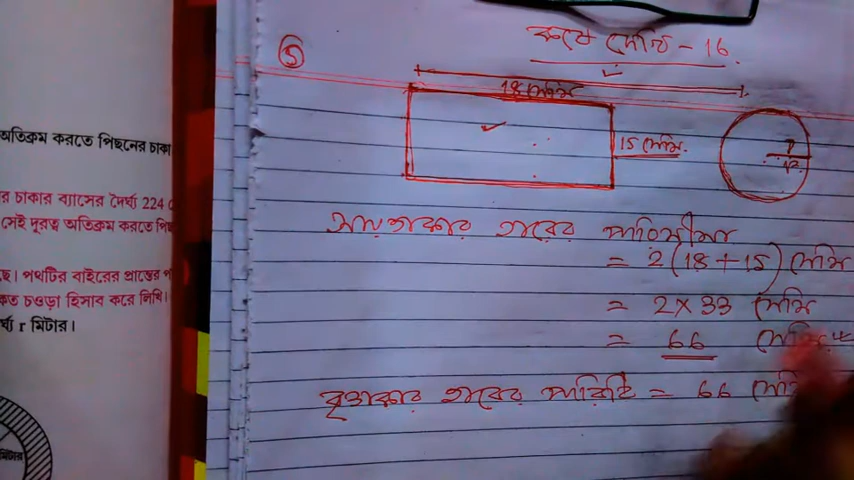 কষে দেখি - 16.
5
18 সেমি
15 সেমি.
আয়তাকার তারের পরিসীমা
= 2 (18 + 15) সেমি
= 2 × 33 সেমি
= 66 সেমি
বৃত্তাকার তারের পরিধি = 66 সেমি
অতিক্রম করতে পিছনের চাকা
র চাকার ব্যাসের দৈর্ঘ্য 224
সেই দূরত্ব অতিক্রম করতে
ছে। পথটির বাইরের প্রান্তের
কত চওড়া হিসাব করে লিখি।
র্ঘ্য r মিটার।
মিটার